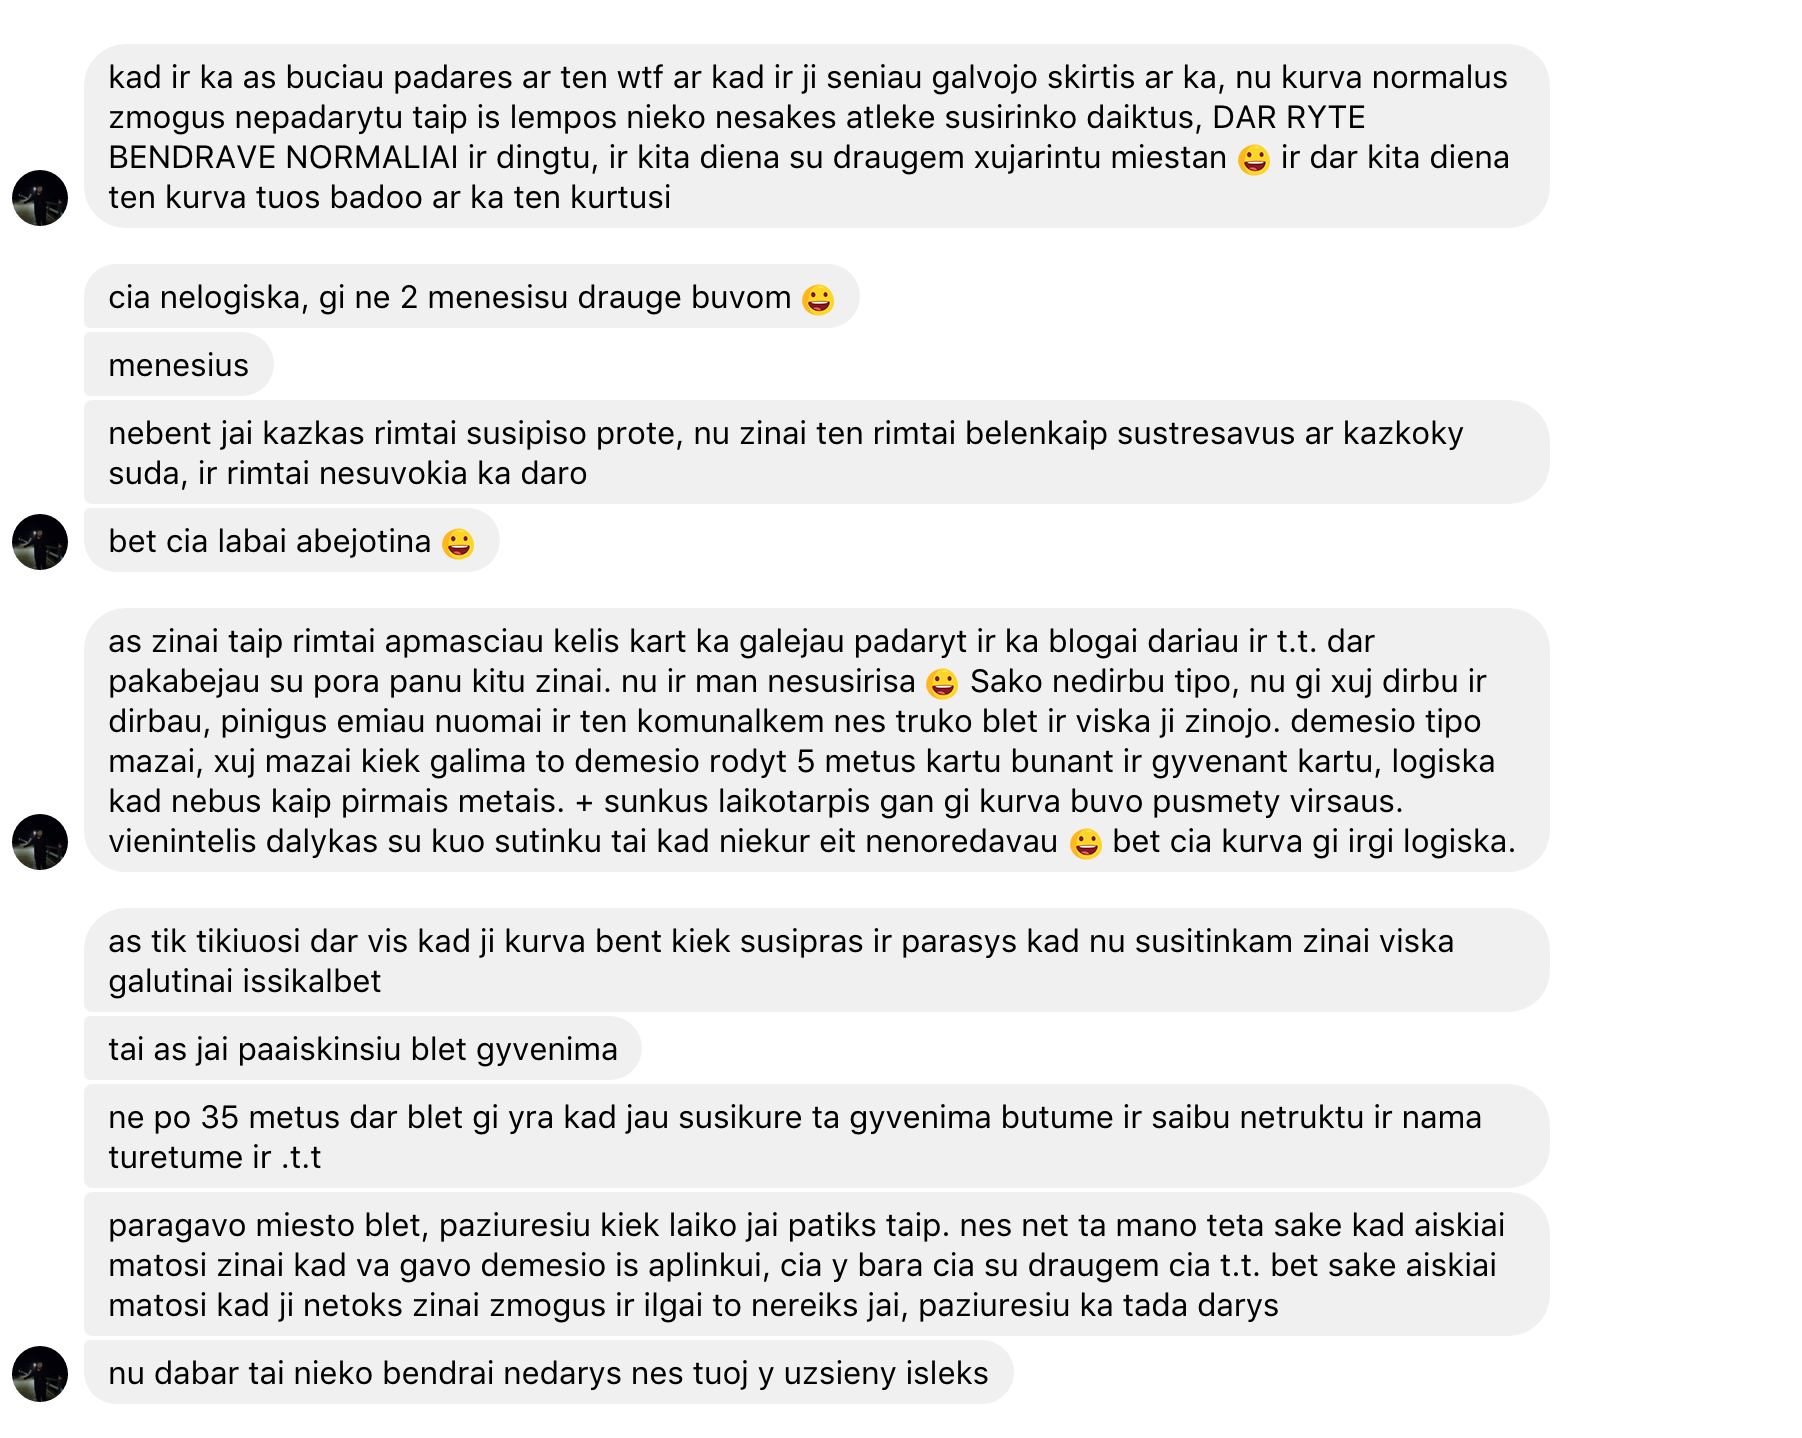 kad ir ka as buciau padares ar ten wtf ar kad ir ji seniau galvojo skirtis ar ka, nu kurva normalus
zmogus nepadarytu taip is lempos nieko nesakes atleke susirinko daiktus, DAR RYTE
BENDRAVE NORMALIAI ir dingtu, ir kita diena su draugem xujarintu miestan 😀 ir dar kita diena
ten kurva tuos badoo ar ka ten kurtusi
cia nelogiska, gi ne 2 menesisu drauge buvom 😀
menesius
nebent jai kazkas rimtai susipiso prote, nu zinai ten rimtai belenkaip sustresavus ar kazkoky
suda, ir rimtai nesuvokia ka daro
bet cia labai abejotina 😀
as zinai taip rimtai apmasciau kelis kart ka galejau padaryt ir ka blogai dariau ir t.t. dar
pakabejau su pora panu kitu zinai. nu ir man nesusirisa 😀 Sako nedirbu tipo, nu gi xuj dirbu ir
dirbau, pinigus emiau nuomai ir ten komunalkem nes truko blet ir viska ji zinojo. demesio tipo
mazai, xuj mazai kiek galima to demesio rodyt 5 metus kartu bunant ir gyvenant kartu, logiska
kad nebus kaip pirmais metais. + sunkus laikotarpis gan gi kurva buvo pusmety virsaus.
vienintelis dalykas su kuo sutinku tai kad niekur eit nenoredavau 😀 bet cia kurva gi irgi logiska.
as tik tikiuosi dar vis kad ji kurva bent kiek susipras ir parasys kad nu susitinkam zinai viska
galutinai issikalbet
tai as jai paaiskinsiu blet gyvenima
ne po 35 metus dar blet gi yra kad jau susikure ta gyvenima butume ir saibu netruktu ir nama
turetume ir .t.t
paragavo miesto blet, paziuresiu kiek laiko jai patiks taip. nes net ta mano teta sake kad aiskiai
matosi zinai kad va gavo demesio is aplinkui, cia y bara cia su draugem cia t.t. bet sake aiskiai
matosi kad ji netoks zinai zmogus ir ilgai to nereiks jai, paziuresiu ka tada darys
nu dabar tai nieko bendrai nedarys nes tuoj y uzsieny isleks